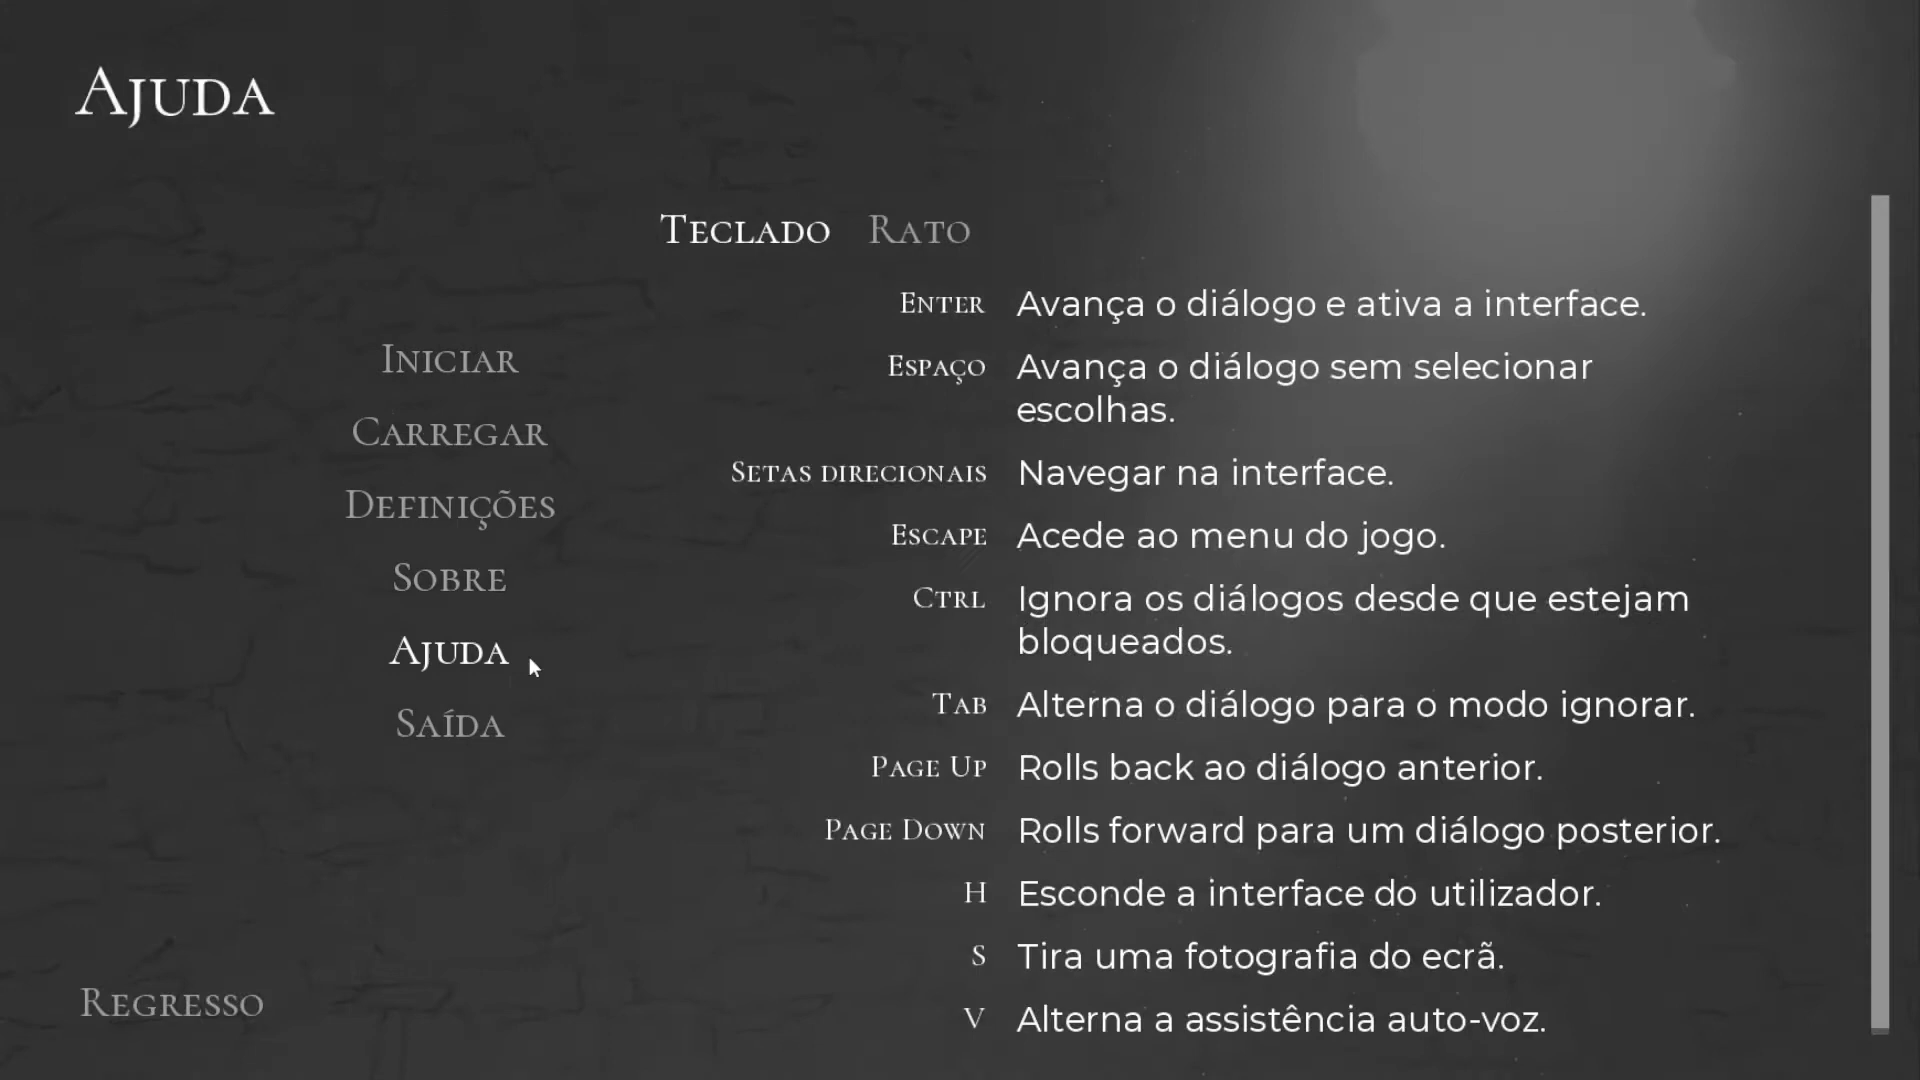 Ajuda
Teclado Rato
Iniciar
Carregar
Definições
Sobre
Ajuda
Saída
Regresso
Enter Avança o diálogo e ativa a interface.
Espaço Avança o diálogo sem selecionar
escolhas.
Setas direcionais Navegar na interface.
Escape Acede ao menu do jogo.
Ctrl Ignora os diálogos desde que estejam
bloqueados.
Tab Alterna o diálogo para o modo ignorar.
Page Up Rolls back ao diálogo anterior.
Page Down Rolls forward para um diálogo posterior.
H Esconde a interface do utilizador.
S Tira uma fotografia do ecrã.
V Alterna a assistência auto-voz.